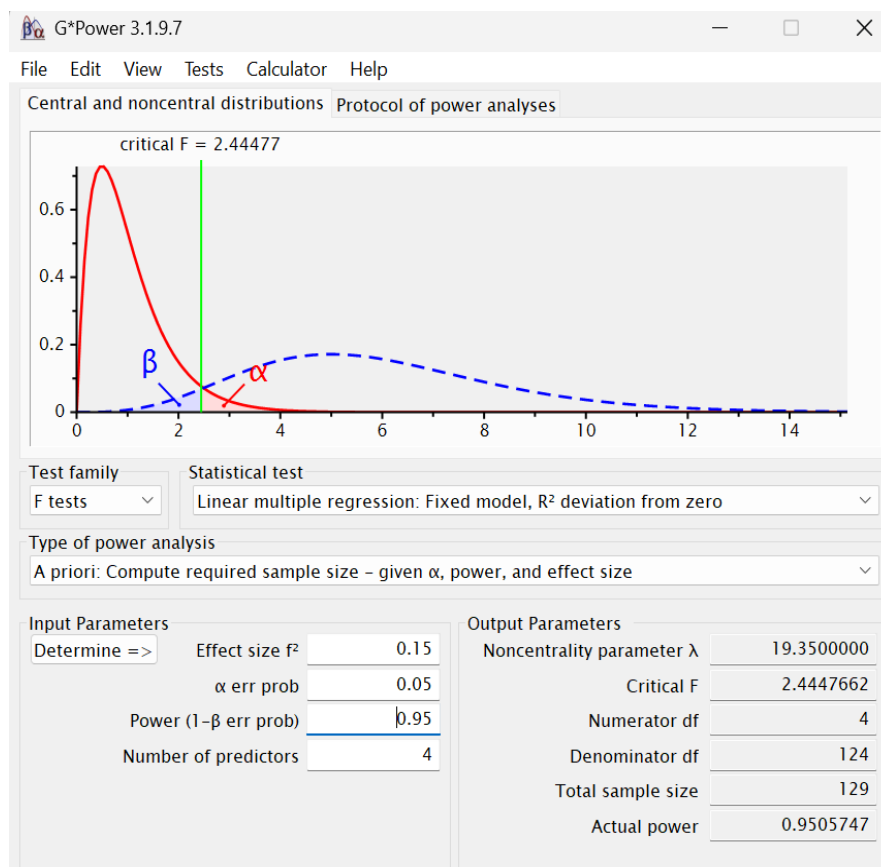 βα G*Power 3.1.9.7
File Edit View Tests Calculator Help
Central and noncentral distributions Protocol of power analyses
critical F = 2.44477
0.6
0.4
0.2
0
β α
0 2 4 6 8 10 12 14
Test family Statistical test
F tests Linear multiple regression: Fixed model, R² deviation from zero
Type of power analysis
A priori: Compute required sample size – given α, power, and effect size
Input Parameters Output Parameters
Determine => Effect size f² 0.15 Noncentrality parameter λ 19.3500000
α err prob 0.05 Critical F 2.4447662
Power (1-β err prob) 0.95 Numerator df 4
Number of predictors 4 Denominator df 124
Total sample size 129
Actual power 0.9505747